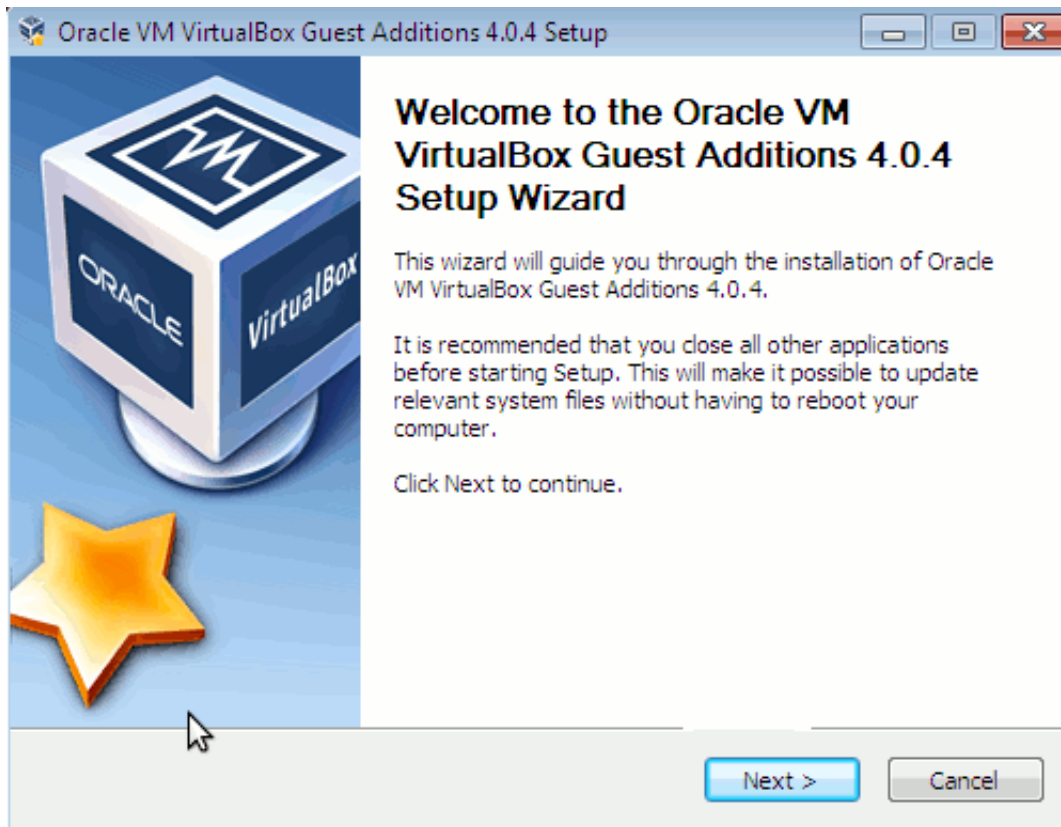 Oracle VM VirtualBox Guest Additions 4.0.4 Setup
Welcome to the Oracle VM
VirtualBox Guest Additions 4.0.4
Setup Wizard
This wizard will guide you through the installation of Oracle
VM VirtualBox Guest Additions 4.0.4.
It is recommended that you close all other applications
before starting Setup. This will make it possible to update
relevant system files without having to reboot your
computer.
Click Next to continue.
ORACLE
VirtualBox
Next >
Cancel